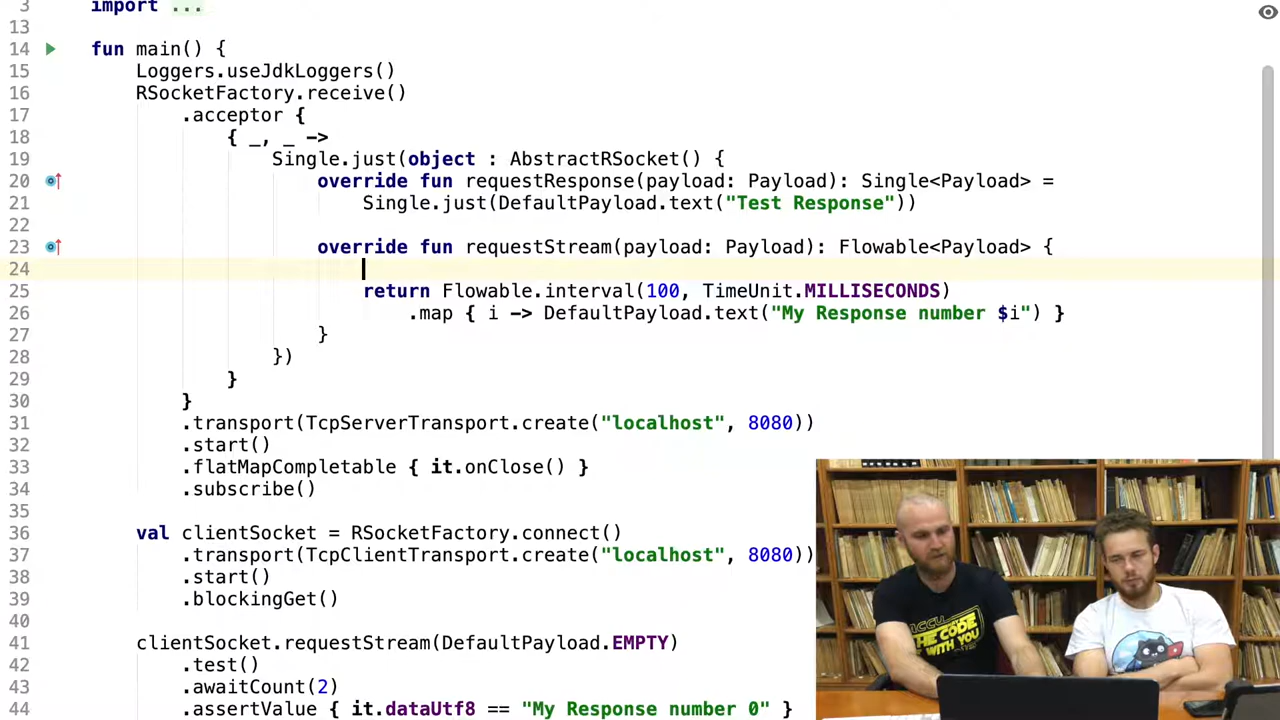 3 import ...
13
14 fun main() {
15 Loggers.useJdkLoggers()
16 RSocketFactory.receive()
17 .acceptor {
18 { _, _ ->
19 Single.just(object : AbstractRSocket() {
20 override fun requestResponse(payload: Payload): Single<Payload> =
21 Single.just(DefaultPayload.text("Test Response"))
22
23 override fun requestStream(payload: Payload): Flowable<Payload> {
24
25 return Flowable.interval(100, TimeUnit.MILLISECONDS)
26 .map { i -> DefaultPayload.text("My Response number $i") }
27 }
28 })
29 }
30 }
31 .transport(TcpServerTransport.create("localhost", 8080))
32 .start()
33 .flatMapCompletable { it.onClose() }
34 .subscribe()
35
36 val clientSocket = RSocketFactory.connect()
37 .transport(TcpClientTransport.create("localhost", 8080))
38 .start()
39 .blockingGet()
40
41 clientSocket.requestStream(DefaultPayload.EMPTY)
42 .test()
43 .awaitCount(2)
44 .assertValue { it.dataUtf8 == "My Response number 0" }
accu
THE CODE
WITH YOU